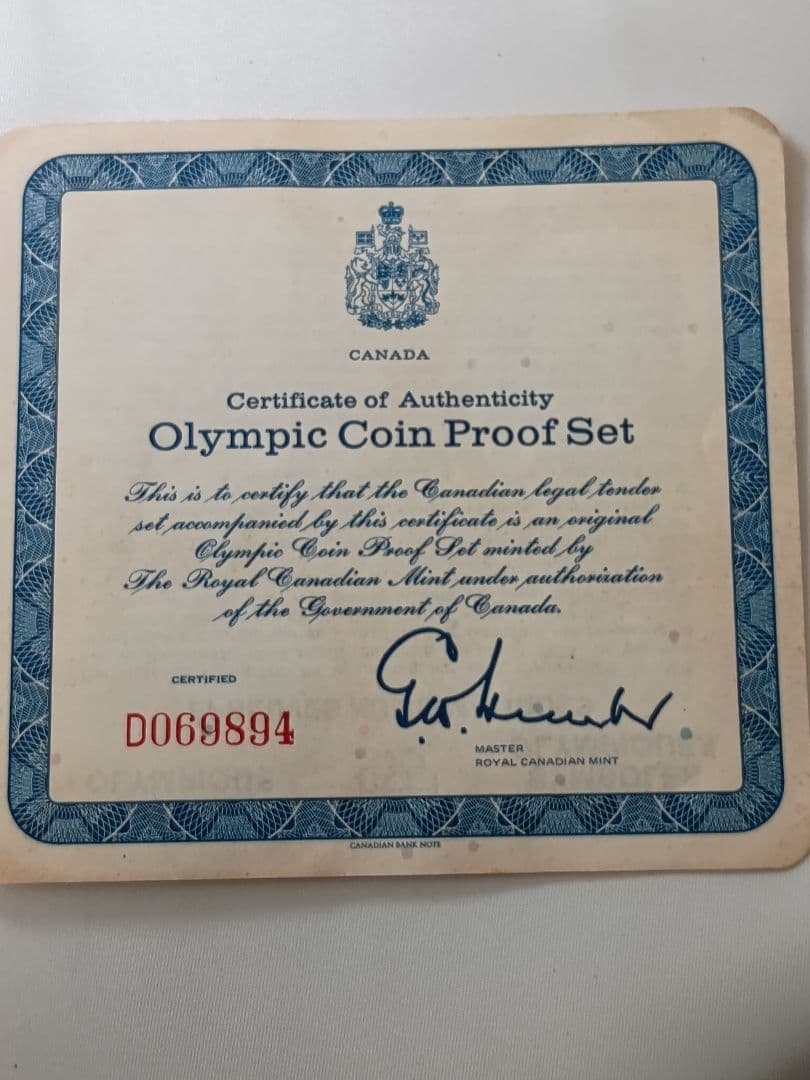 CANADA
Certificate of Authenticity
Olympic Coin Proof Set
This is to certify that the Canadian legal tender
set accompanied by this certificate is an original
Olympic Coin Proof Set minted by
The Royal Canadian Mint under authorization
of the Government of Canada.
CERTIFIED
D069894
MASTER
ROYAL CANADIAN MINT
CANADIAN BANK NOTE